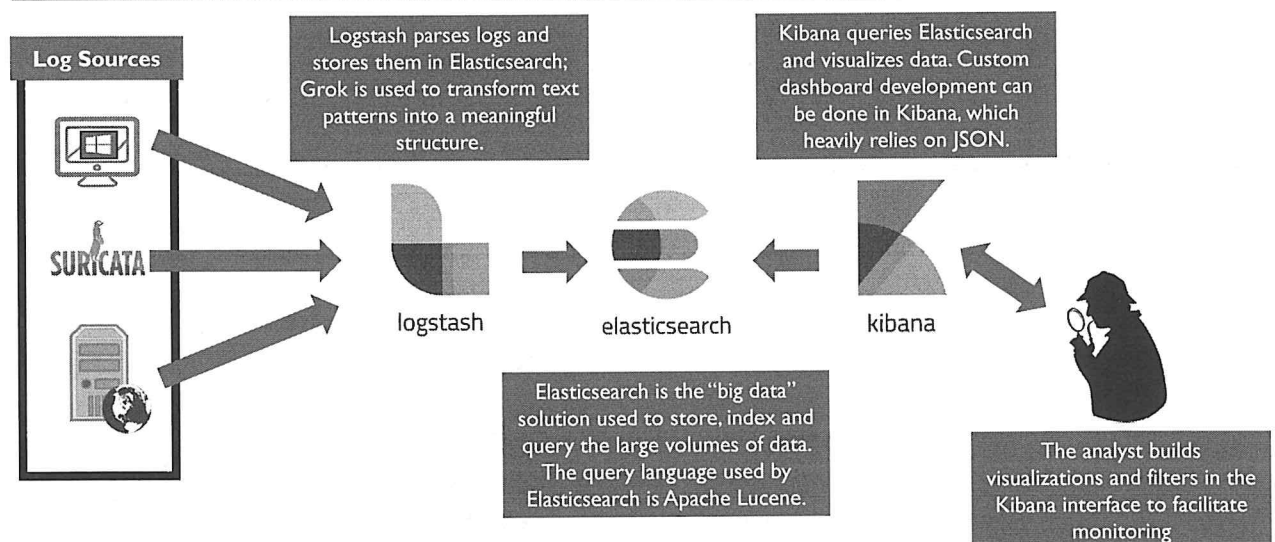 Log Sources
SURICATA
Logstash parses logs and
stores them in Elasticsearch;
Grok is used to transform text
patterns into a meaningful
structure.
Kibana queries Elasticsearch
and visualizes data. Custom
dashboard development can
be done in Kibana, which
heavily relies on JSON.
logstash
elasticsearch
kibana
Elasticsearch is the “big data”
solution used to store, index and
query the large volumes of data.
The query language used by
Elasticsearch is Apache Lucene.
The analyst builds
visualizations and filters in the
Kibana interface to facilitate
monitoring